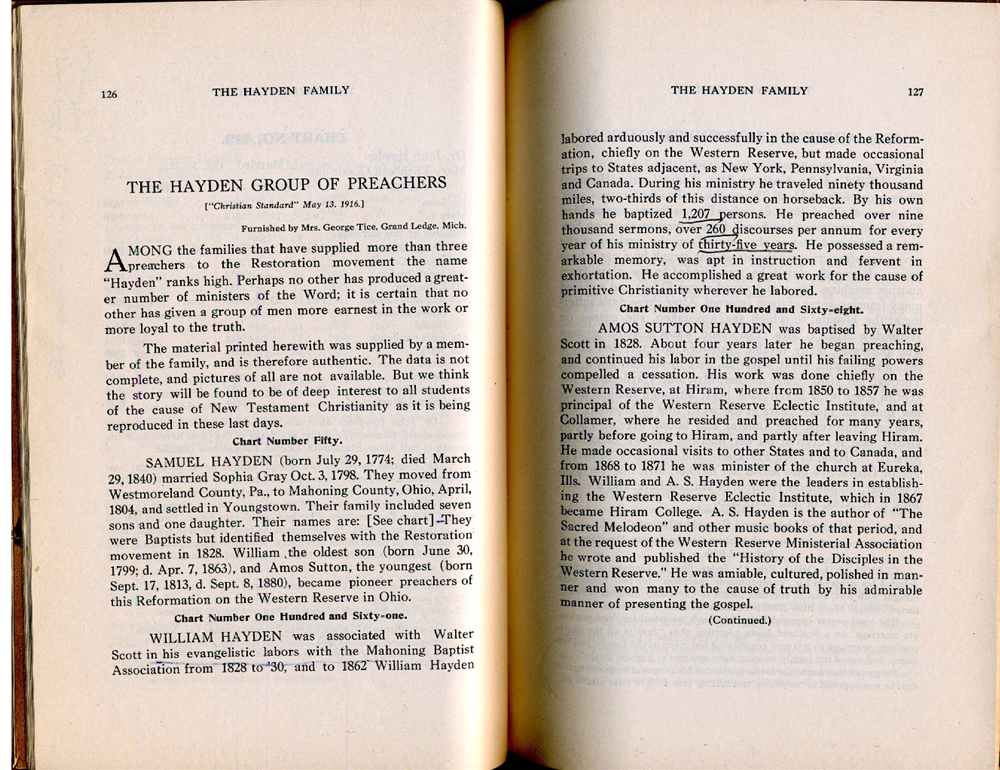 126
THE HAYDEN FAMILY
THE HAYDEN GROUP OF PREACHERS
["Christian Standard" May 13. 1916.]
Furnished by Mrs. George Tice, Grand Ledge, Mich.
AMONG the families that have supplied more than three
preachers to the Restoration movement the name
"Hayden" ranks high. Perhaps no other has produced a great-
er number of ministers of the Word; it is certain that no
other has given a group of men more earnest in the work or
more loyal to the truth.
The material printed herewith was supplied by a mem-
ber of the family, and is therefore authentic. The data is not
complete, and pictures of all are not available. But we think
the story will be found to be of deep interest to all students
of the cause of New Testament Christianity as it is being
reproduced in these last days.
Chart Number Fifty.
SAMUEL HAYDEN (born July 29, 1774; died March
29, 1840) married Sophia Gray Oct. 3, 1798. They moved from
Westmoreland County, Pa., to Mahoning County, Ohio, April,
1804, and settled in Youngstown. Their family included seven
sons and one daughter. Their names are: [See chart] They
were Baptists but identified themselves with the Restoration
movement in 1828. William, the oldest son (born June 30,
1799; d. Apr. 7, 1863), and Amos Sutton, the youngest (born
Sept. 17, 1813, d. Sept. 8, 1880), became pioneer preachers of
this Reformation on the Western Reserve in Ohio.
Chart Number One Hundred and Sixty-one.
WILLIAM HAYDEN was associated with Walter
Scott in his evangelistic labors with the Mahoning Baptist
Association from 1828 to '30, and to 1862 William Hayden
THE HAYDEN FAMILY
127
labored arduously and successfully in the cause of the Reform-
ation, chiefly on the Western Reserve, but made occasional
trips to States adjacent, as New York, Pennsylvania, Virginia
and Canada. During his ministry he traveled ninety thousand
miles, two-thirds of this distance on horseback. By his own
hands he baptized 1,207 persons. He preached over nine
thousand sermons, over 260 discourses per annum for every
year of his ministry of thirty-five years. He possessed a rem-
arkable memory, was apt in instruction and fervent in
exhortation. He accomplished a great work for the cause of
primitive Christianity wherever he labored.
Chart Number One Hundred and Sixty-eight.
AMOS SUTTON HAYDEN was baptised by Walter
Scott in 1828. About four years later he began preaching,
and continued his labor in the gospel until his failing powers
compelled a cessation. His work was done chiefly on the
Western Reserve, at Hiram, where from 1850 to 1857 he was
principal of the Western Reserve Eclectic Institute, and at
Collamer, where he resided and preached for many years,
partly before going to Hiram, and partly after leaving Hiram.
He made occasional visits to other States and to Canada, and
from 1868 to 1871 he was minister of the church at Eureka,
Ills. William and A. S. Hayden were the leaders in establish-
ing the Western Reserve Eclectic Institute, which in 1867
became Hiram College. A. S. Hayden is the author of "The
Sacred Melodeon" and other music books of that period, and
at the request of the Western Reserve Ministerial Association
he wrote and published the "History of the Disciples in the
Western Reserve." He was amiable, cultured, polished in man-
ner and won many to the cause of truth by his admirable
manner of presenting the gospel.
(Continued.)